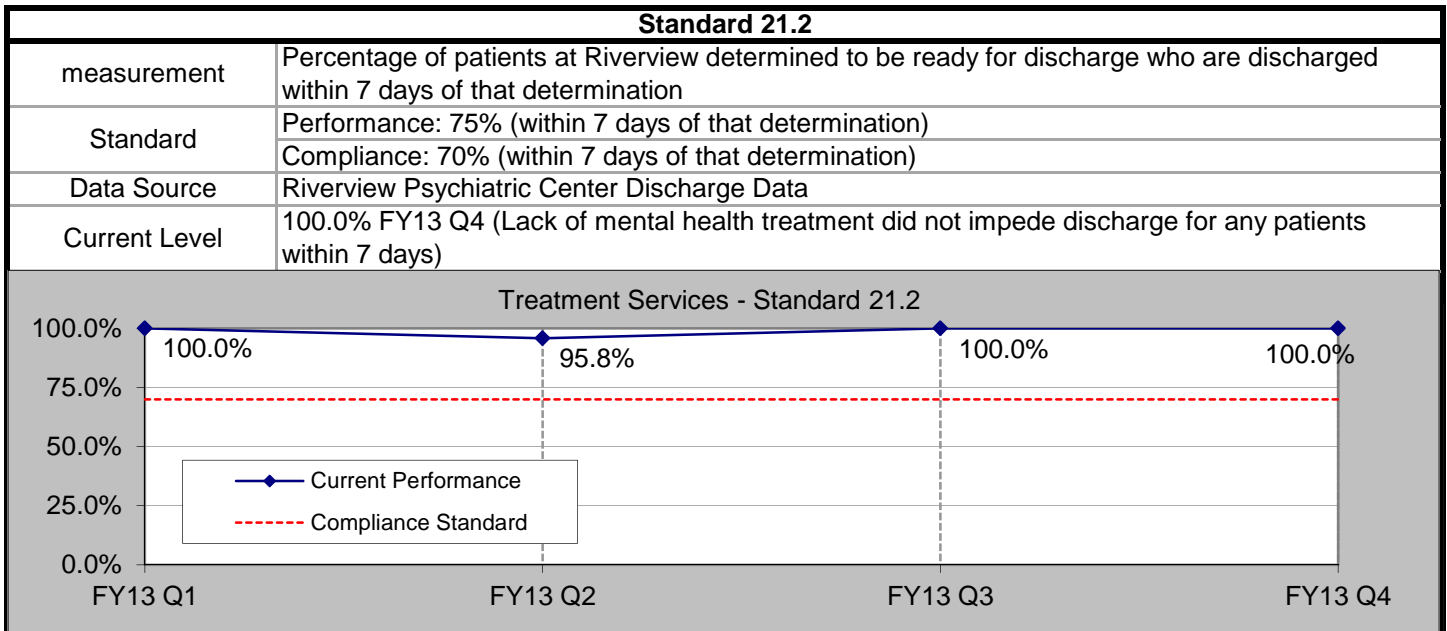 Standard 21.2
measurement
Percentage of patients at Riverview determined to be ready for discharge who are discharged
within 7 days of that determination
Standard
Performance: 75% (within 7 days of that determination)
Compliance: 70% (within 7 days of that determination)
Data Source
Riverview Psychiatric Center Discharge Data
Current Level
100.0% FY13 Q4 (Lack of mental health treatment did not impede discharge for any patients
within 7 days)
Treatment Services - Standard 21.2
100.0%
75.0%
50.0%
25.0%
0.0%
100.0%
95.8%
100.0%
100.0%
Current Performance
Compliance Standard
FY13 Q1
FY13 Q2
FY13 Q3
FY13 Q4